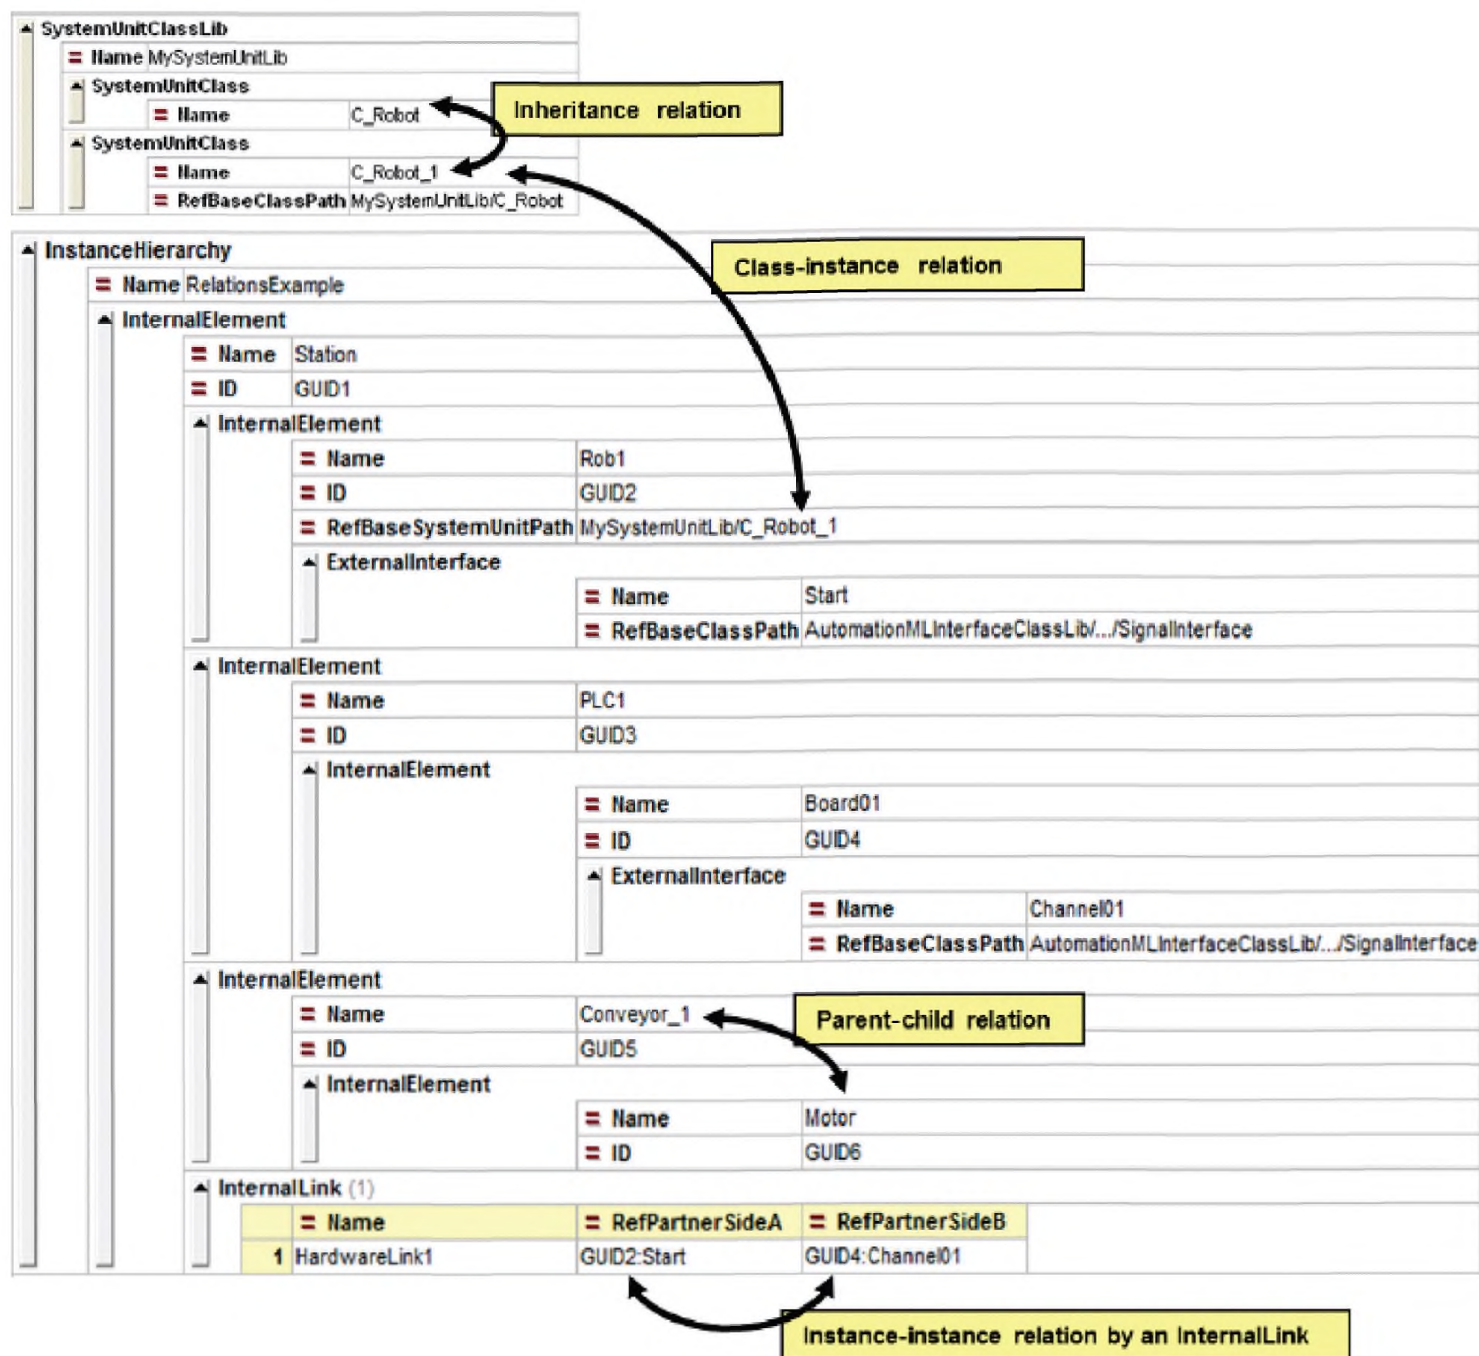 SystemUnitClassLib
= Name MySystemUnitLib
SystemUnitClass
= Name C_Robot
Inheritance relation
SystemUnitClass
= Name C_Robot_1
= RefBaseClassPath MySystemUnitLib/C_Robot
InstanceHierarchy
Class-instance relation
= Name RelationsExample
InternalElement
= Name Station
= ID GUID1
InternalElement
= Name Rob1
= ID GUID2
= RefBaseSystemUnitPath MySystemUnitLib/C_Robot_1
ExternalInterface
= Name Start
= RefBaseClassPath AutomationMLInterfaceClassLib/.../SignalInterface
InternalElement
= Name PLC1
= ID GUID3
InternalElement
= Name Board01
= ID GUID4
ExternalInterface
= Name Channel01
= RefBaseClassPath AutomationMLInterfaceClassLib/.../SignalInterface
InternalElement
= Name Conveyor_1
Parent-child relation
= ID GUID5
InternalElement
= Name Motor
= ID GUID6
InternalLink (1)
= Name = RefPartnerSideA = RefPartnerSideB
1 HardwareLink1 GUID2:Start GUID4:Channel01
Instance-instance relation by an InternalLink